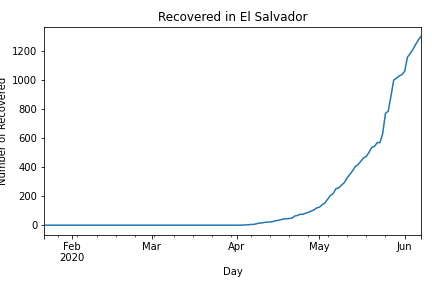 Recovered in El Salvador
Number of Recovered
1200
1000
800
600
400
200
0
Feb
2020
Mar
Apr
May
Jun
Day